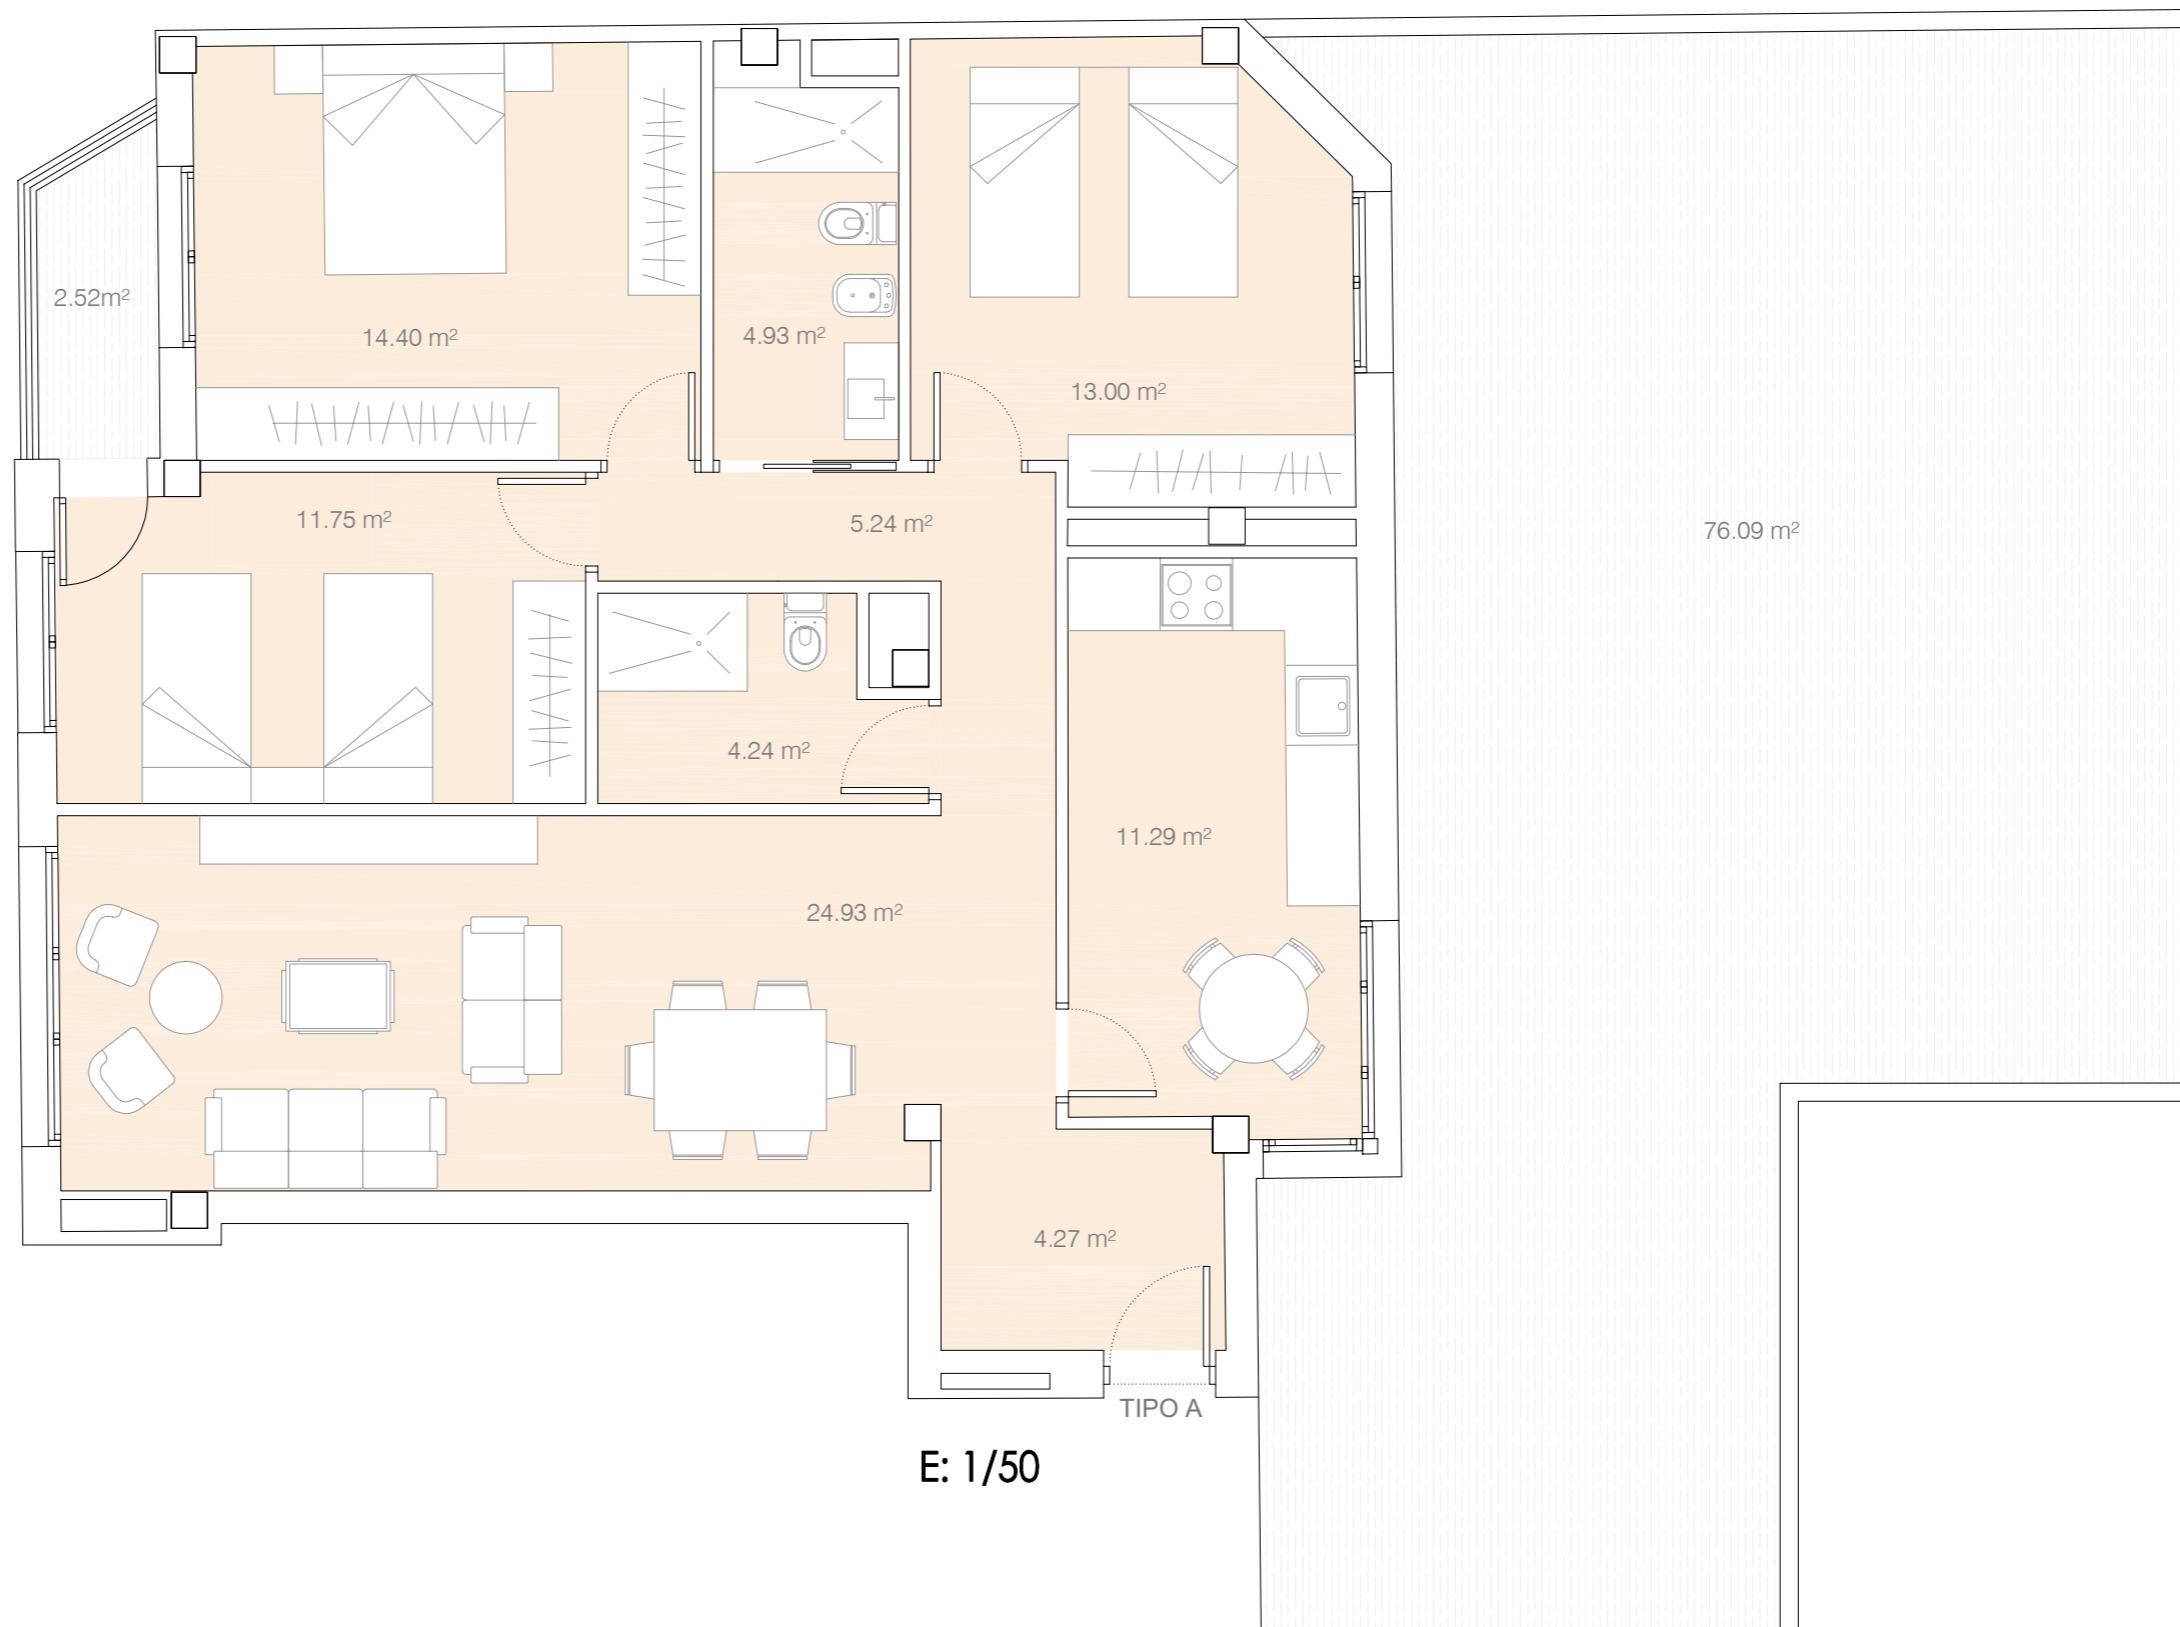 2.52m²
14.40 m²
4.93 m²
13.00 m²
11.75 m²
5.24 m²
76.09 m²
4.24 m²
11.29 m²
24.93 m²
4.27 m²
TIPO A
E: 1/50